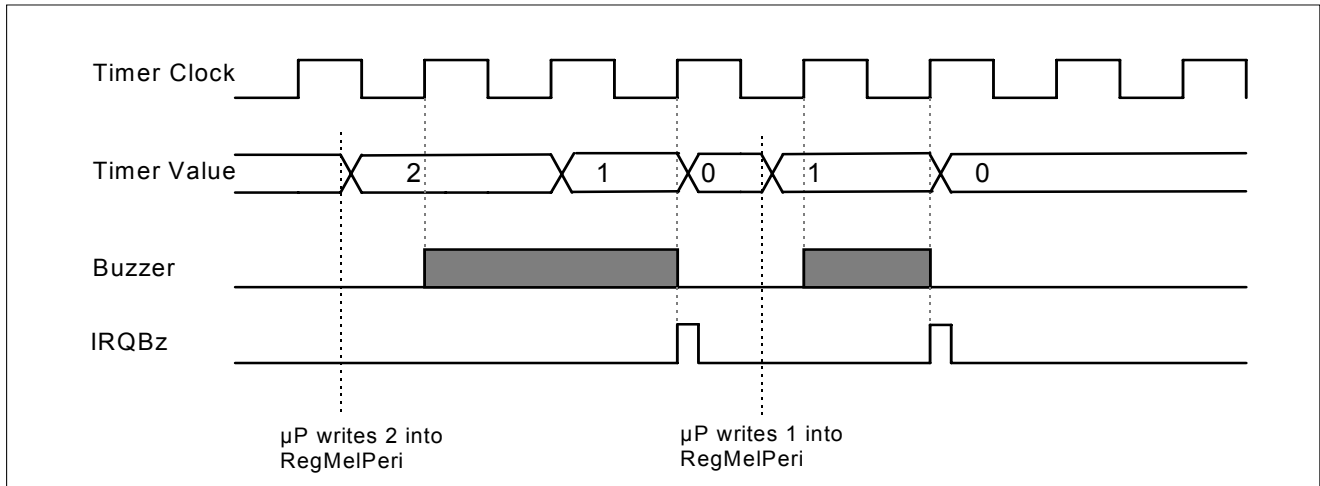 Timer Clock
Timer Value
2
1
0
1
0
Buzzer
IRQBz
µP writes 2 into
RegMelPeri
µP writes 1 into
RegMelPeri